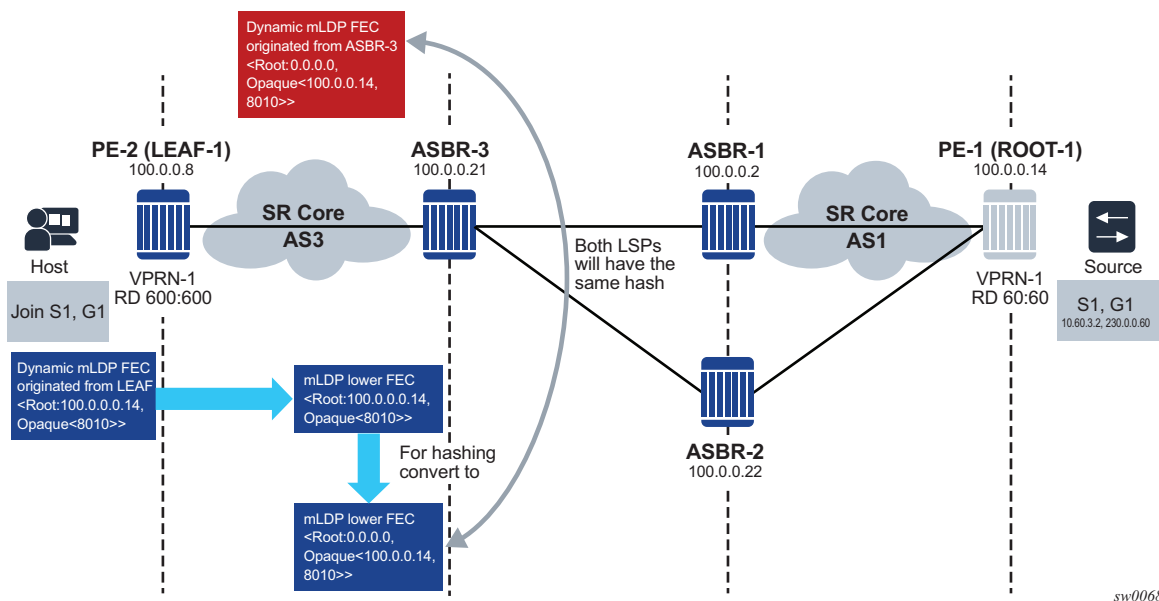 Dynamic mLDP FEC
originated from ASBR-3
<Root:0.0.0.0,
Opaque<100.0.0.14,
8010>>
PE-2 (LEAF-1)
100.0.0.8
ASBR-3
100.0.0.21
ASBR-1
100.0.0.2
PE-1 (ROOT-1)
100.0.0.14
SR Core
AS3
SR Core
AS1
Both LSPs
will have the
same hash
Host
VPRN-1
RD 600:600
VPRN-1
RD 60:60
Source
Join S1, G1
S1, G1
10.60.3.2, 230.0.0.60
Dynamic mLDP FEC
originated from LEAF
<Root:100.0.0.0.14,
Opaque<8010>>
mLDP lower FEC
<Root:100.0.0.0.14,
Opaque<8010>>
For hashing
convert to
ASBR-2
100.0.0.22
mLDP lower FEC
<Root:0.0.0.0,
Opaque<100.0.0.14,
8010>>
sw0068